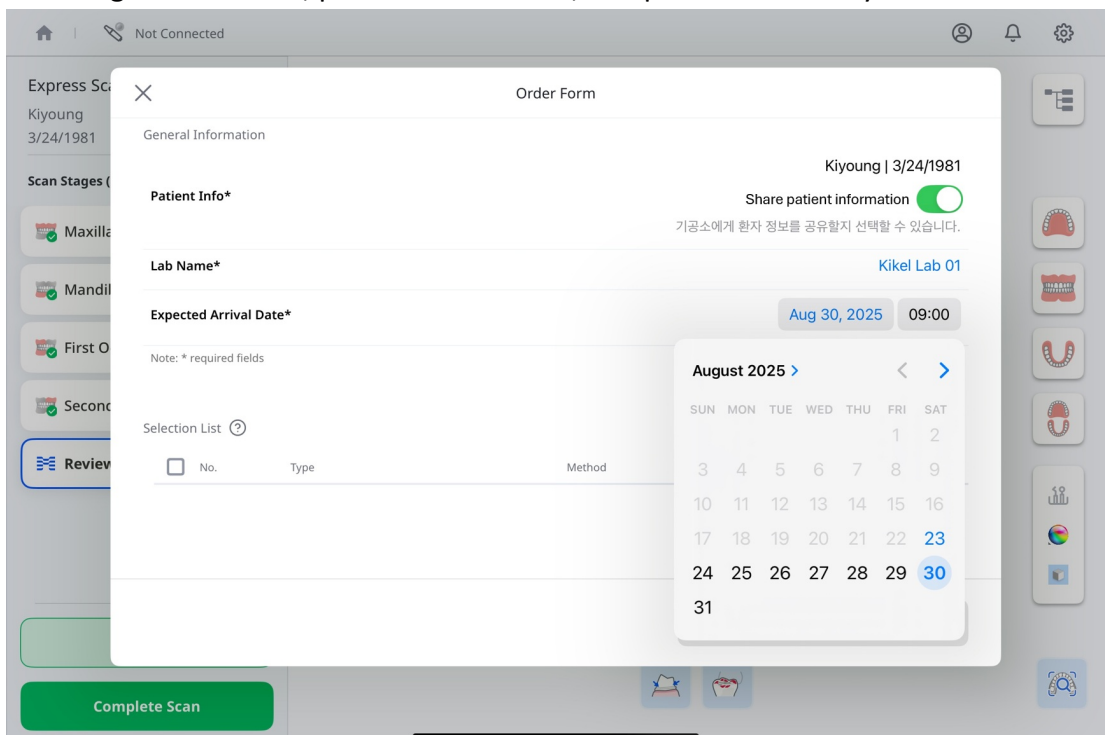 Not Connected
Express Sca
Kiyoung
3/24/1981
Scan Stages (
Maxilla
Mandil
First O
Second
Review
Complete Scan
Order Form
General Information
Patient Info*
Kiyoung | 3/24/1981
Share patient information
기공소에게 환자 정보를 공유할지 선택할 수 있습니다.
Lab Name*
Kikel Lab 01
Expected Arrival Date*
Aug 30, 2025 09:00
Note: * required fields
Selection List ?
No. Type Method
August 2025 >
SUN MON TUE WED THU FRI SAT
1 2
3 4 5 6 7 8 9
10 11 12 13 14 15 16
17 18 19 20 21 22 23
24 25 26 27 28 29 30
31